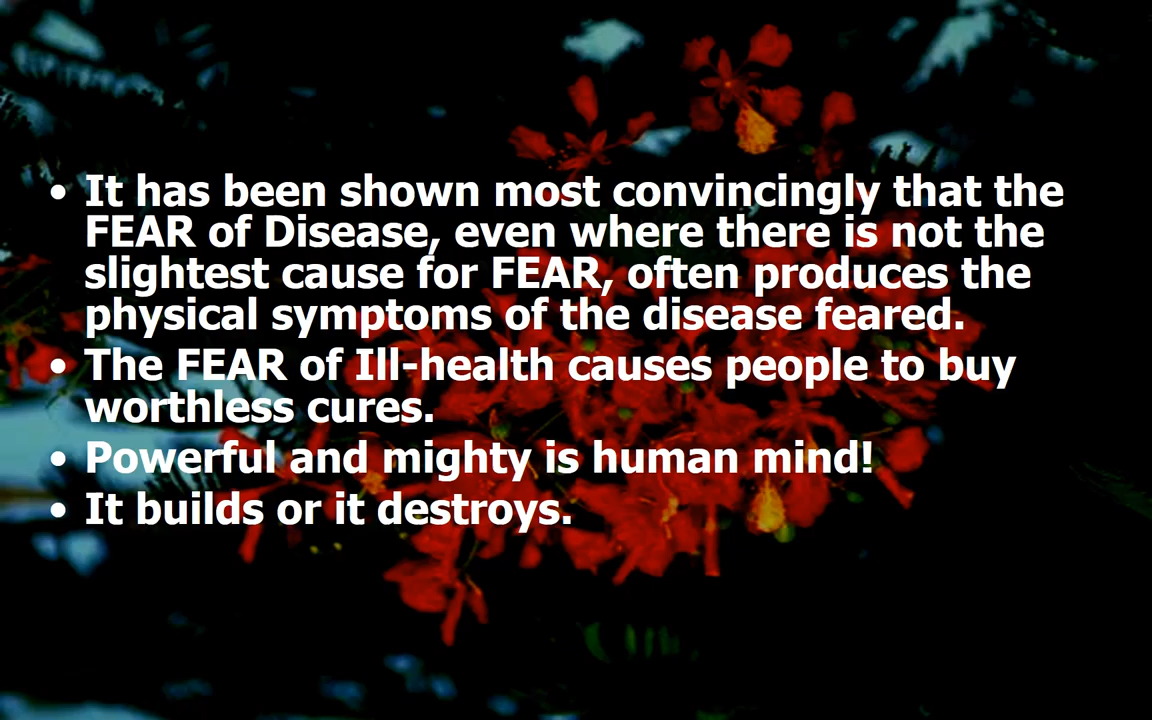 • It has been shown most convincingly that the
FEAR of Disease, even where there is not the
slightest cause for FEAR, often produces the
physical symptoms of the disease feared.
• The FEAR of Ill-health causes people to buy
worthless cures.
• Powerful and mighty is human mind!
• It builds or it destroys.